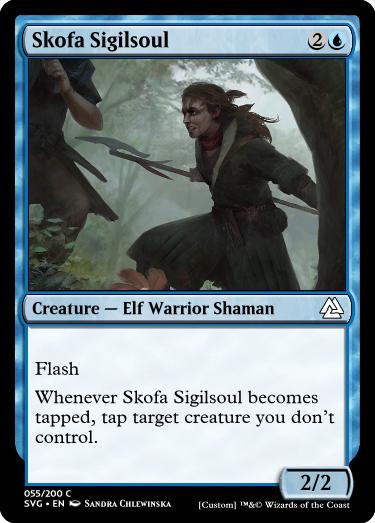 Skofa Sigilsoul 2
Creature — Elf Warrior Shaman
Flash
Whenever Skofa Sigilsoul becomes
tapped, tap target creature you don't
control.
2/2
055/200 C
SVG • EN Sandra Chlewinska
[Custom] ™&© Wizards of the Coast